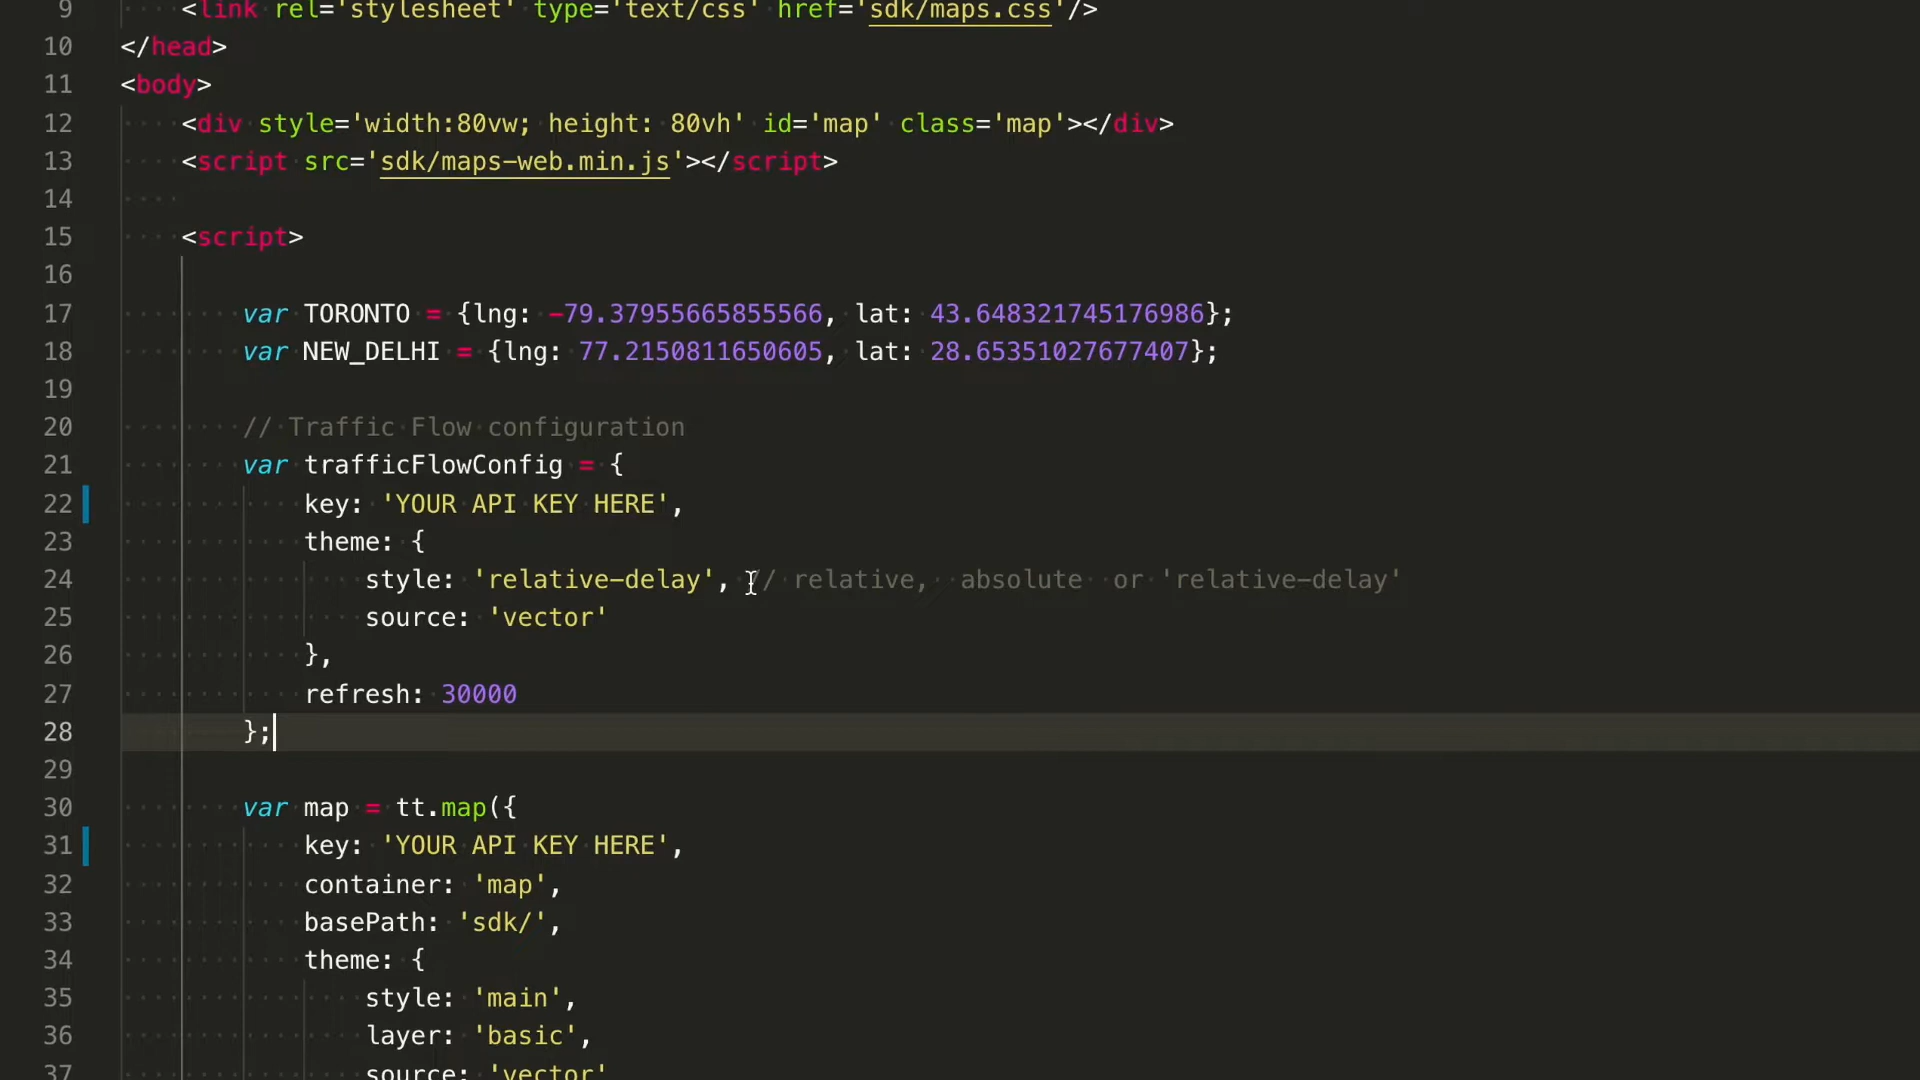 9 <link rel='stylesheet' type='text/css' href='sdk/maps.css'/>
10 </head>
11 <body>
12 <div style='width:80vw; height: 80vh' id='map' class='map'></div>
13 <script src='sdk/maps-web.min.js'></script>
14
15 <script>
16
17 var TORONTO = {lng: -79.37955665855566, lat: 43.648321745176986};
18 var NEW_DELHI = {lng: 77.2150811650605, lat: 28.65351027677407};
19
20 // Traffic Flow configuration
21 var trafficFlowConfig = {
22 key: 'YOUR API KEY HERE',
23 theme: {
24 style: 'relative-delay', // relative, absolute or 'relative-delay'
25 source: 'vector'
26 },
27 refresh: 30000
28 };
29
30 var map = tt.map({
31 key: 'YOUR API KEY HERE',
32 container: 'map',
33 basePath: 'sdk/',
34 theme: {
35 style: 'main',
36 layer: 'basic',
37 source: 'vector'